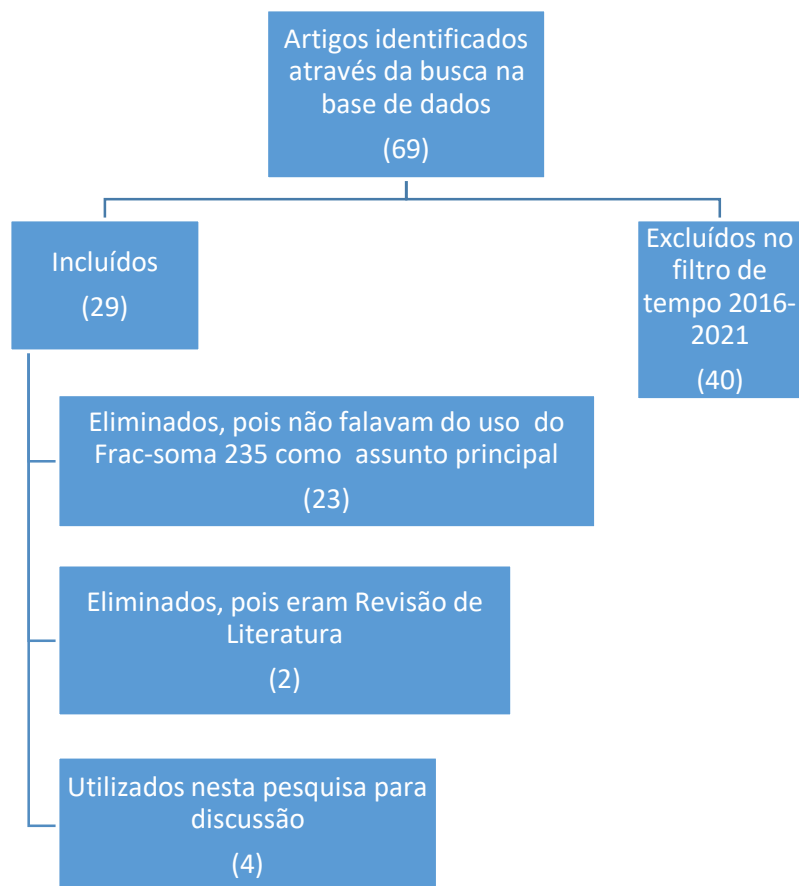 Artigos identificados
através da busca na
base de dados
(69)
Incluídos
(29)
Excluídos no
filtro de
tempo 2016-
2021
(40)
Eliminados, pois não falavam do uso do
Frac-soma 235 como assunto principal
(23)
Eliminados, pois eram Revisão de
Literatura
(2)
Utilizados nesta pesquisa para
discussão
(4)